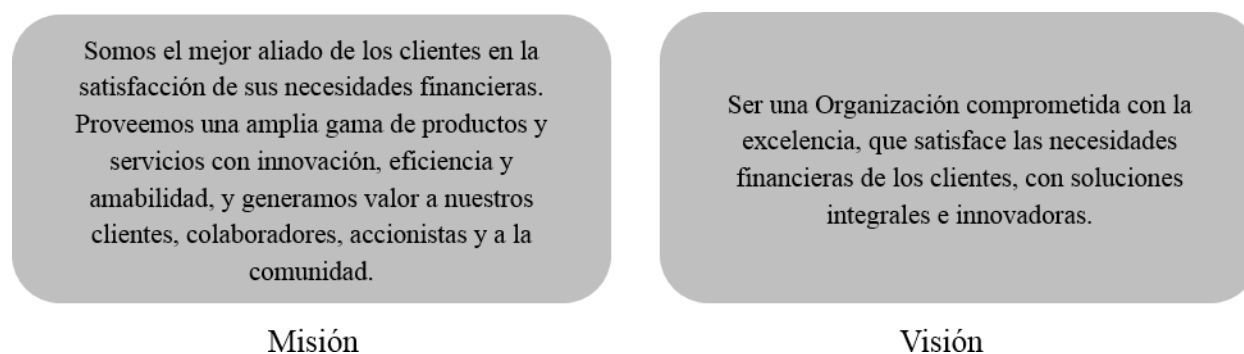 Somos el mejor aliado de los clientes en la
satisfacción de sus necesidades financieras.
Proveemos una amplia gama de productos y
servicios con innovación, eficiencia y
amabilidad, y generamos valor a nuestros
clientes, colaboradores, accionistas y a la
comunidad.
Misión
Ser una Organización comprometida con la
excelencia, que satisface las necesidades
financieras de los clientes, con soluciones
integrales e innovadoras.
Visión